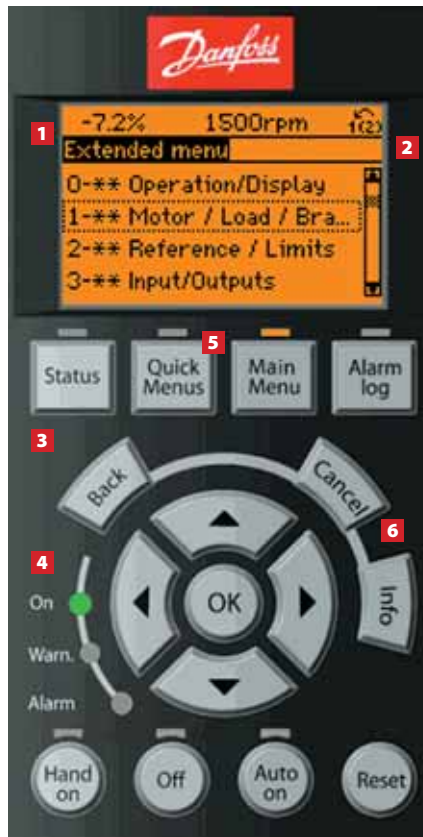 Danfoss
1
-7.2% 1500rpm 1(2)
Extended menu
2
0-** Operation/Display
1-** Motor / Load / Bra...
2-** Reference / Limits
3-** Input/Outputs
5
Status
Quick
Menus
Main
Menu
Alarm
log
3
Back
Cancel
6
4
Info
On
OK
Warn.
Alarm
Hand
on
Off
Auto
on
Reset